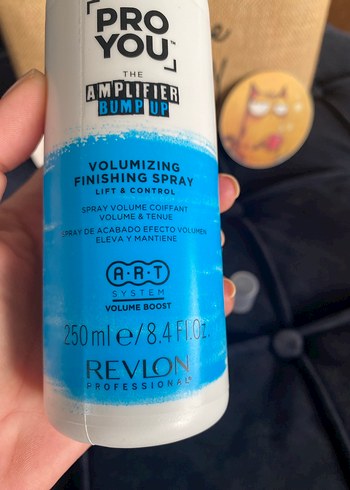 PRO
YOU™
THE
AMPLIFIER
BUMP UP
VOLUMIZING
FINISHING SPRAY
LIFT & CONTROL
SPRAY VOLUME COIFFANT
VOLUME & TENUE
SPRAY DE ACABADO EFECTO VOLUMEN
ELEVA Y MANTIENE
A·R·T
SYSTEM
VOLUME BOOST
250 ml e/8.4 Fl.Oz.
REVLON
PROFESSIONAL